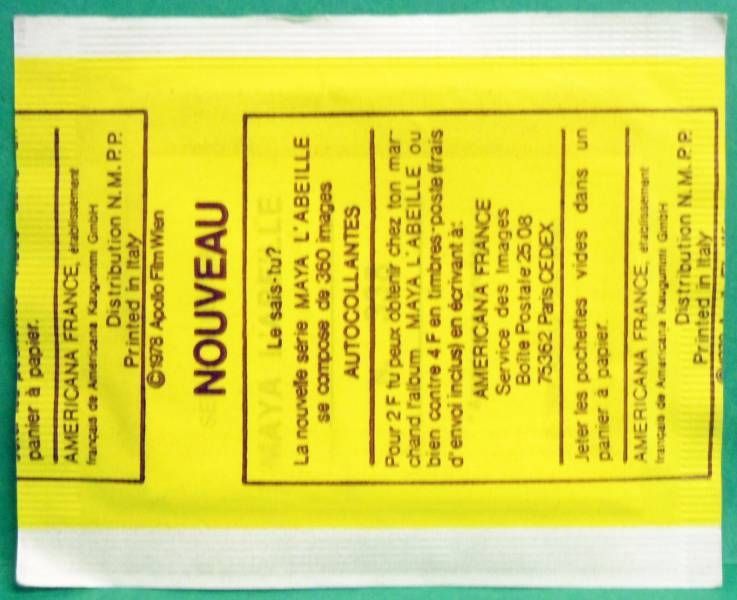 panier à papier.
AMERICANA FRANCE, établissement
français de Americana Kaugummi GmbH
Distribution N.M.P.P.
Printed in Italy
©1978 Apollo Film Wien
NOUVEAU
Le sais-tu?..
La nouvelle série MAYA L'ABEILLE
se compose de 360 images
AUTOCOLLANTES
Pour 2 F tu peux obtenir chez ton mar-
chand l'album MAYA L'ABEILLE ou
bien contre 4 F en timbres-poste (frais
d'envoi inclus) en écrivant à:
AMERICANA FRANCE
Service des Images
Boîte Postale 25 08
75362 Paris CEDEX
Jeter les pochettes vides dans un
panier à papier.
AMERICANA FRANCE, établissement
français de Americana Kaugummi GmbH
Distribution N.M.P.P.
Printed in Italy